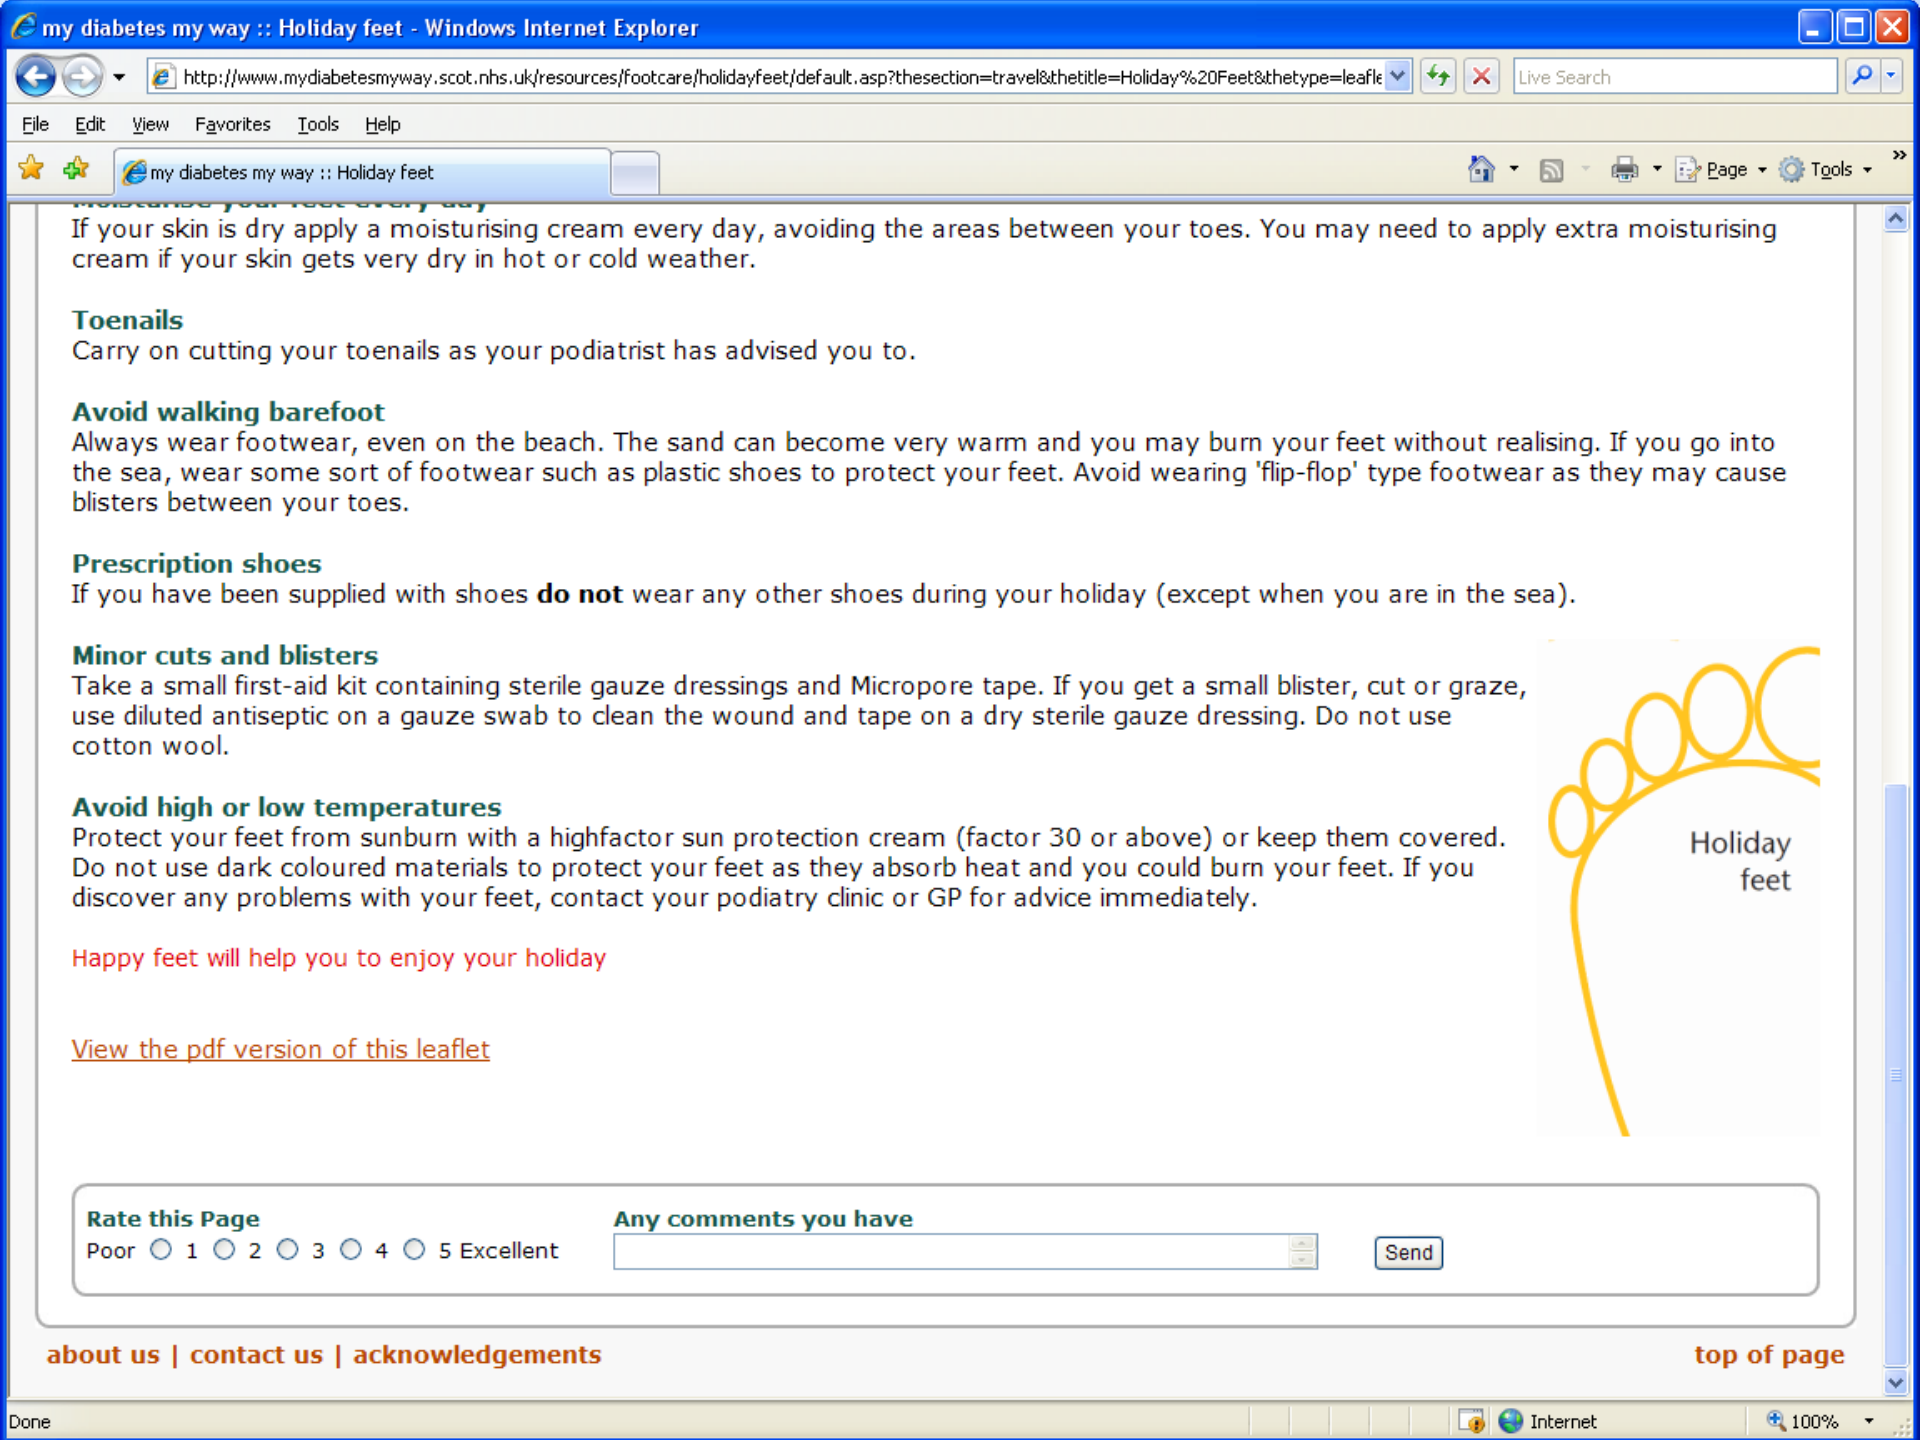 my diabetes my way :: Holiday feet - Windows Internet Explorer
http://www.mydiabetesmyway.scot.nhs.uk/resources/footcare/holidayfeet/default.asp?thesection=travel&thetitle=Holiday%20Feet&thetype=leafle
Live Search
File Edit View Favorites Tools Help
my diabetes my way :: Holiday feet
Page Tools »
Moisturise your feet every day
If your skin is dry apply a moisturising cream every day, avoiding the areas between your toes. You may need to apply extra moisturising
cream if your skin gets very dry in hot or cold weather.
Toenails
Carry on cutting your toenails as your podiatrist has advised you to.
Avoid walking barefoot
Always wear footwear, even on the beach. The sand can become very warm and you may burn your feet without realising. If you go into
the sea, wear some sort of footwear such as plastic shoes to protect your feet. Avoid wearing 'flip-flop' type footwear as they may cause
blisters between your toes.
Prescription shoes
If you have been supplied with shoes do not wear any other shoes during your holiday (except when you are in the sea).
Minor cuts and blisters
Take a small first-aid kit containing sterile gauze dressings and Micropore tape. If you get a small blister, cut or graze,
use diluted antiseptic on a gauze swab to clean the wound and tape on a dry sterile gauze dressing. Do not use
cotton wool.
Avoid high or low temperatures
Protect your feet from sunburn with a highfactor sun protection cream (factor 30 or above) or keep them covered.
Do not use dark coloured materials to protect your feet as they absorb heat and you could burn your feet. If you
discover any problems with your feet, contact your podiatry clinic or GP for advice immediately.
Holiday
feet
Happy feet will help you to enjoy your holiday
View the pdf version of this leaflet
Rate this Page
Poor 1 2 3 4 5 Excellent
Any comments you have
Send
about us | contact us | acknowledgements
top of page
Done
Internet
100%